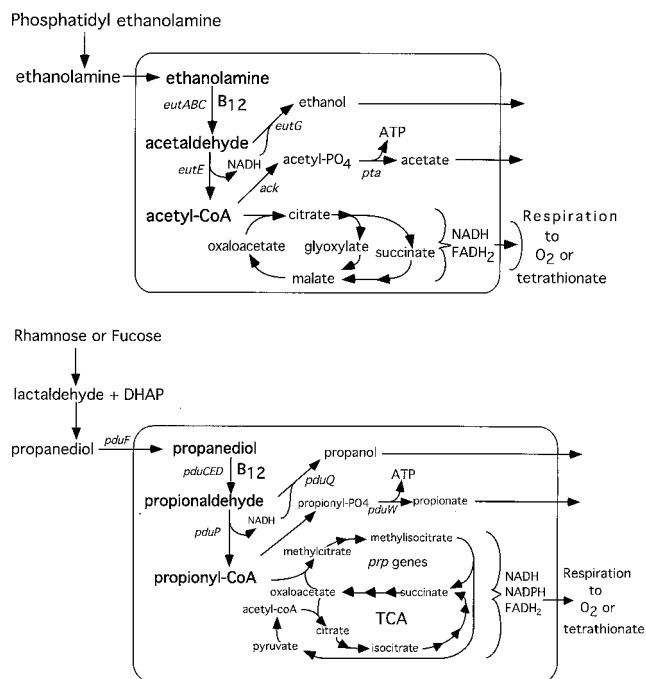 Phosphatidyl ethanolamine
ethanolamine
ethanolamine
eutABC
B12
ethanol
eutG
acetaldehyde
NADH
eutE
acetyl-PO4
ATP
pta
acetate
ack
acetyl-CoA
citrate
oxaloacetate
glyoxylate
succinate
malate
NADH
FADH2
Respiration
to
O2 or
tetrathionate
Rhamnose or Fucose
lactaldehyde + DHAP
propanediol
pduF
propanediol
pduCED
B12
propanol
pduQ
propionaldehyde
NADH
pduP
propionyl-PO4
ATP
pduW
propionate
propionyl-CoA
methylcitrate
methylisocitrate
prp genes
oxaloacetate
succinate
acetyl-coA
TCA
citrate
pyruvate
isocitrate
NADH
NADPH
FADH2
Respiration
to
O2 or
tetrathionate